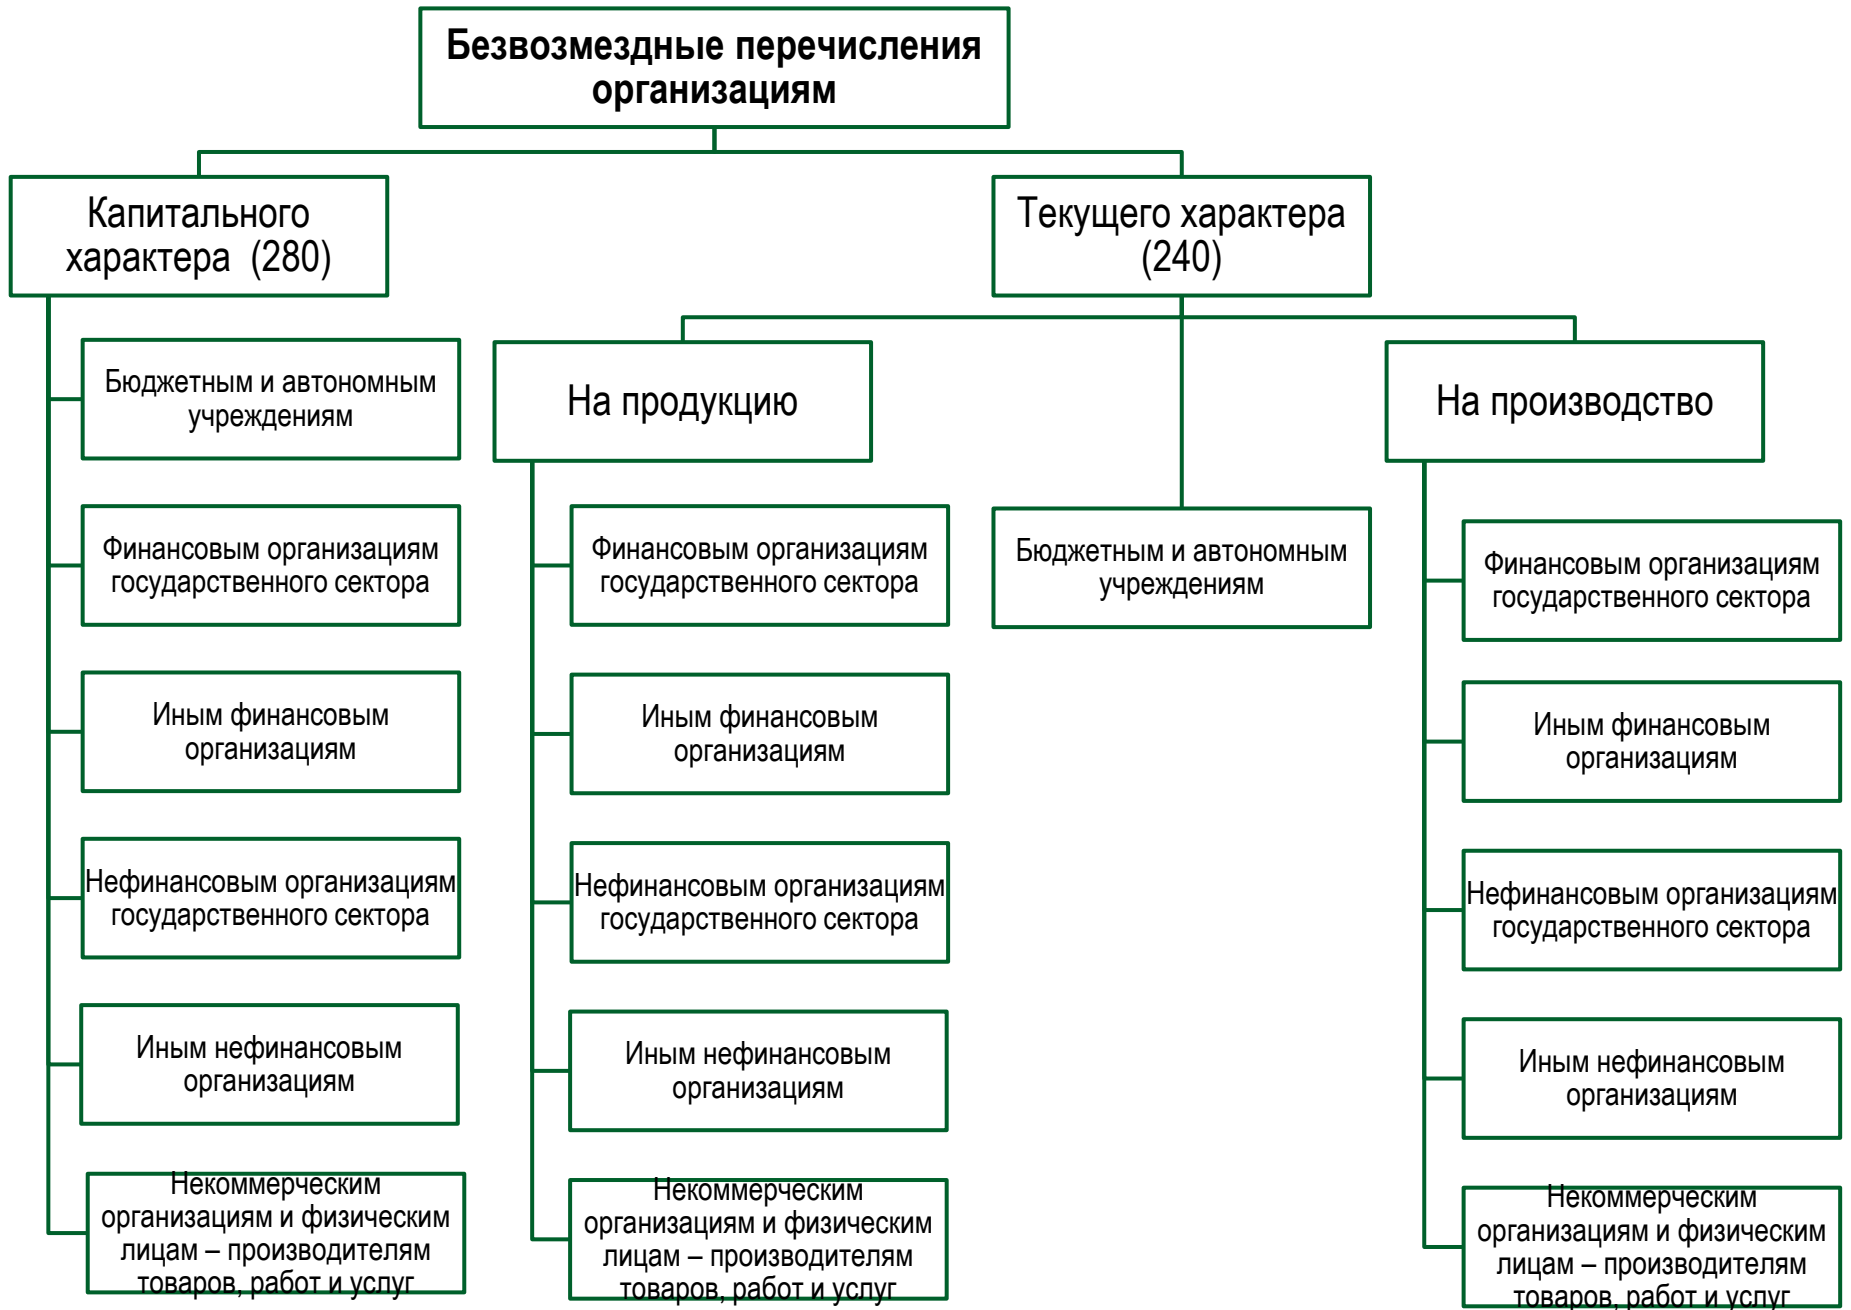 Безвозмездные перечисления
организациям
Капитального
характера (280)
Бюджетным и автономным
учреждениям
Финансовым организациям
государственного сектора
Иным финансовым
организациям
Нефинансовым организациям
государственного сектора
Иным нефинансовым
организациям
Некоммерческим
организациям и физическим
лицам – производителям
товаров, работ и услуг
Текущего характера
(240)
На продукцию
Финансовым организациям
государственного сектора
Иным финансовым
организациям
Нефинансовым организациям
государственного сектора
Иным нефинансовым
организациям
Некоммерческим
организациям и физическим
лицам – производителям
товаров, работ и услуг
Бюджетным и автономным
учреждениям
На производство
Финансовым организациям
государственного сектора
Иным финансовым
организациям
Нефинансовым организациям
государственного сектора
Иным нефинансовым
организациям
Некоммерческим
организациям и физическим
лицам – производителям
товаров, работ и услуг